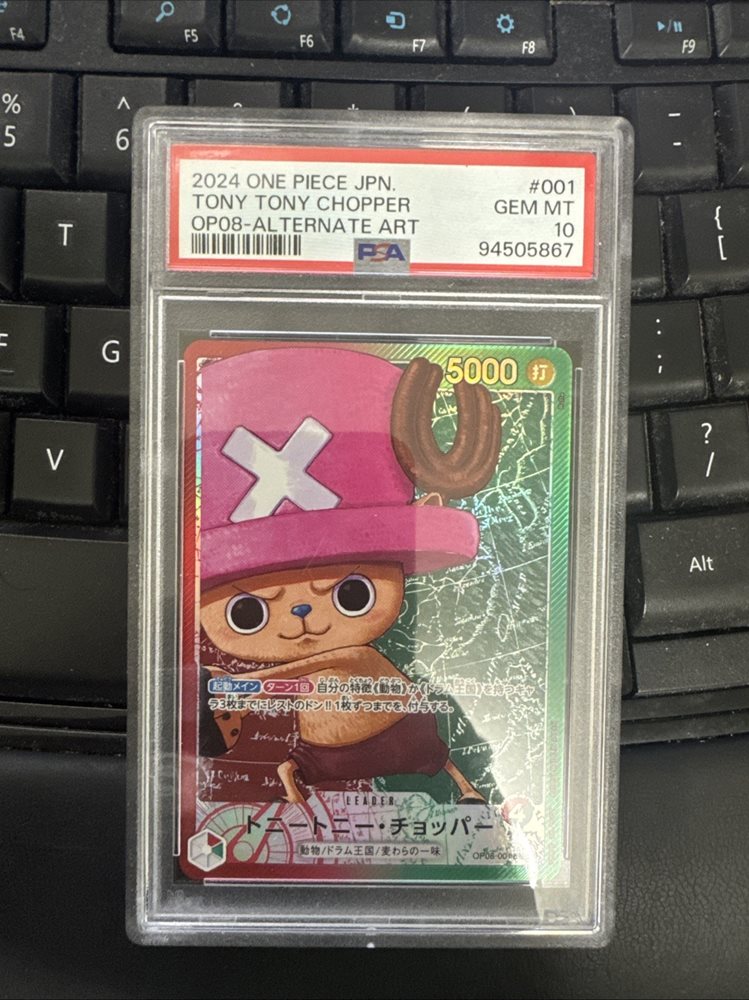 F4
F5
F6
F7
F8
F9
%
5
^
6
T
{
[
G
:
;
V
?
/
Alt
2024 ONE PIECE JPN.
#001
TONY TONY CHOPPER
GEM MT
OP08-ALTERNATE ART
10
PSA
94505867
5000 打
起動メイン ターン1回 自分の特徴《動物》か《ドラム王国》を持つキャ
ラ3枚までにレストのドン!!1枚ずつまでを、付与する。
LEADER
トニートニー・チョッパー
動物/ドラム王国/麦わらの一味